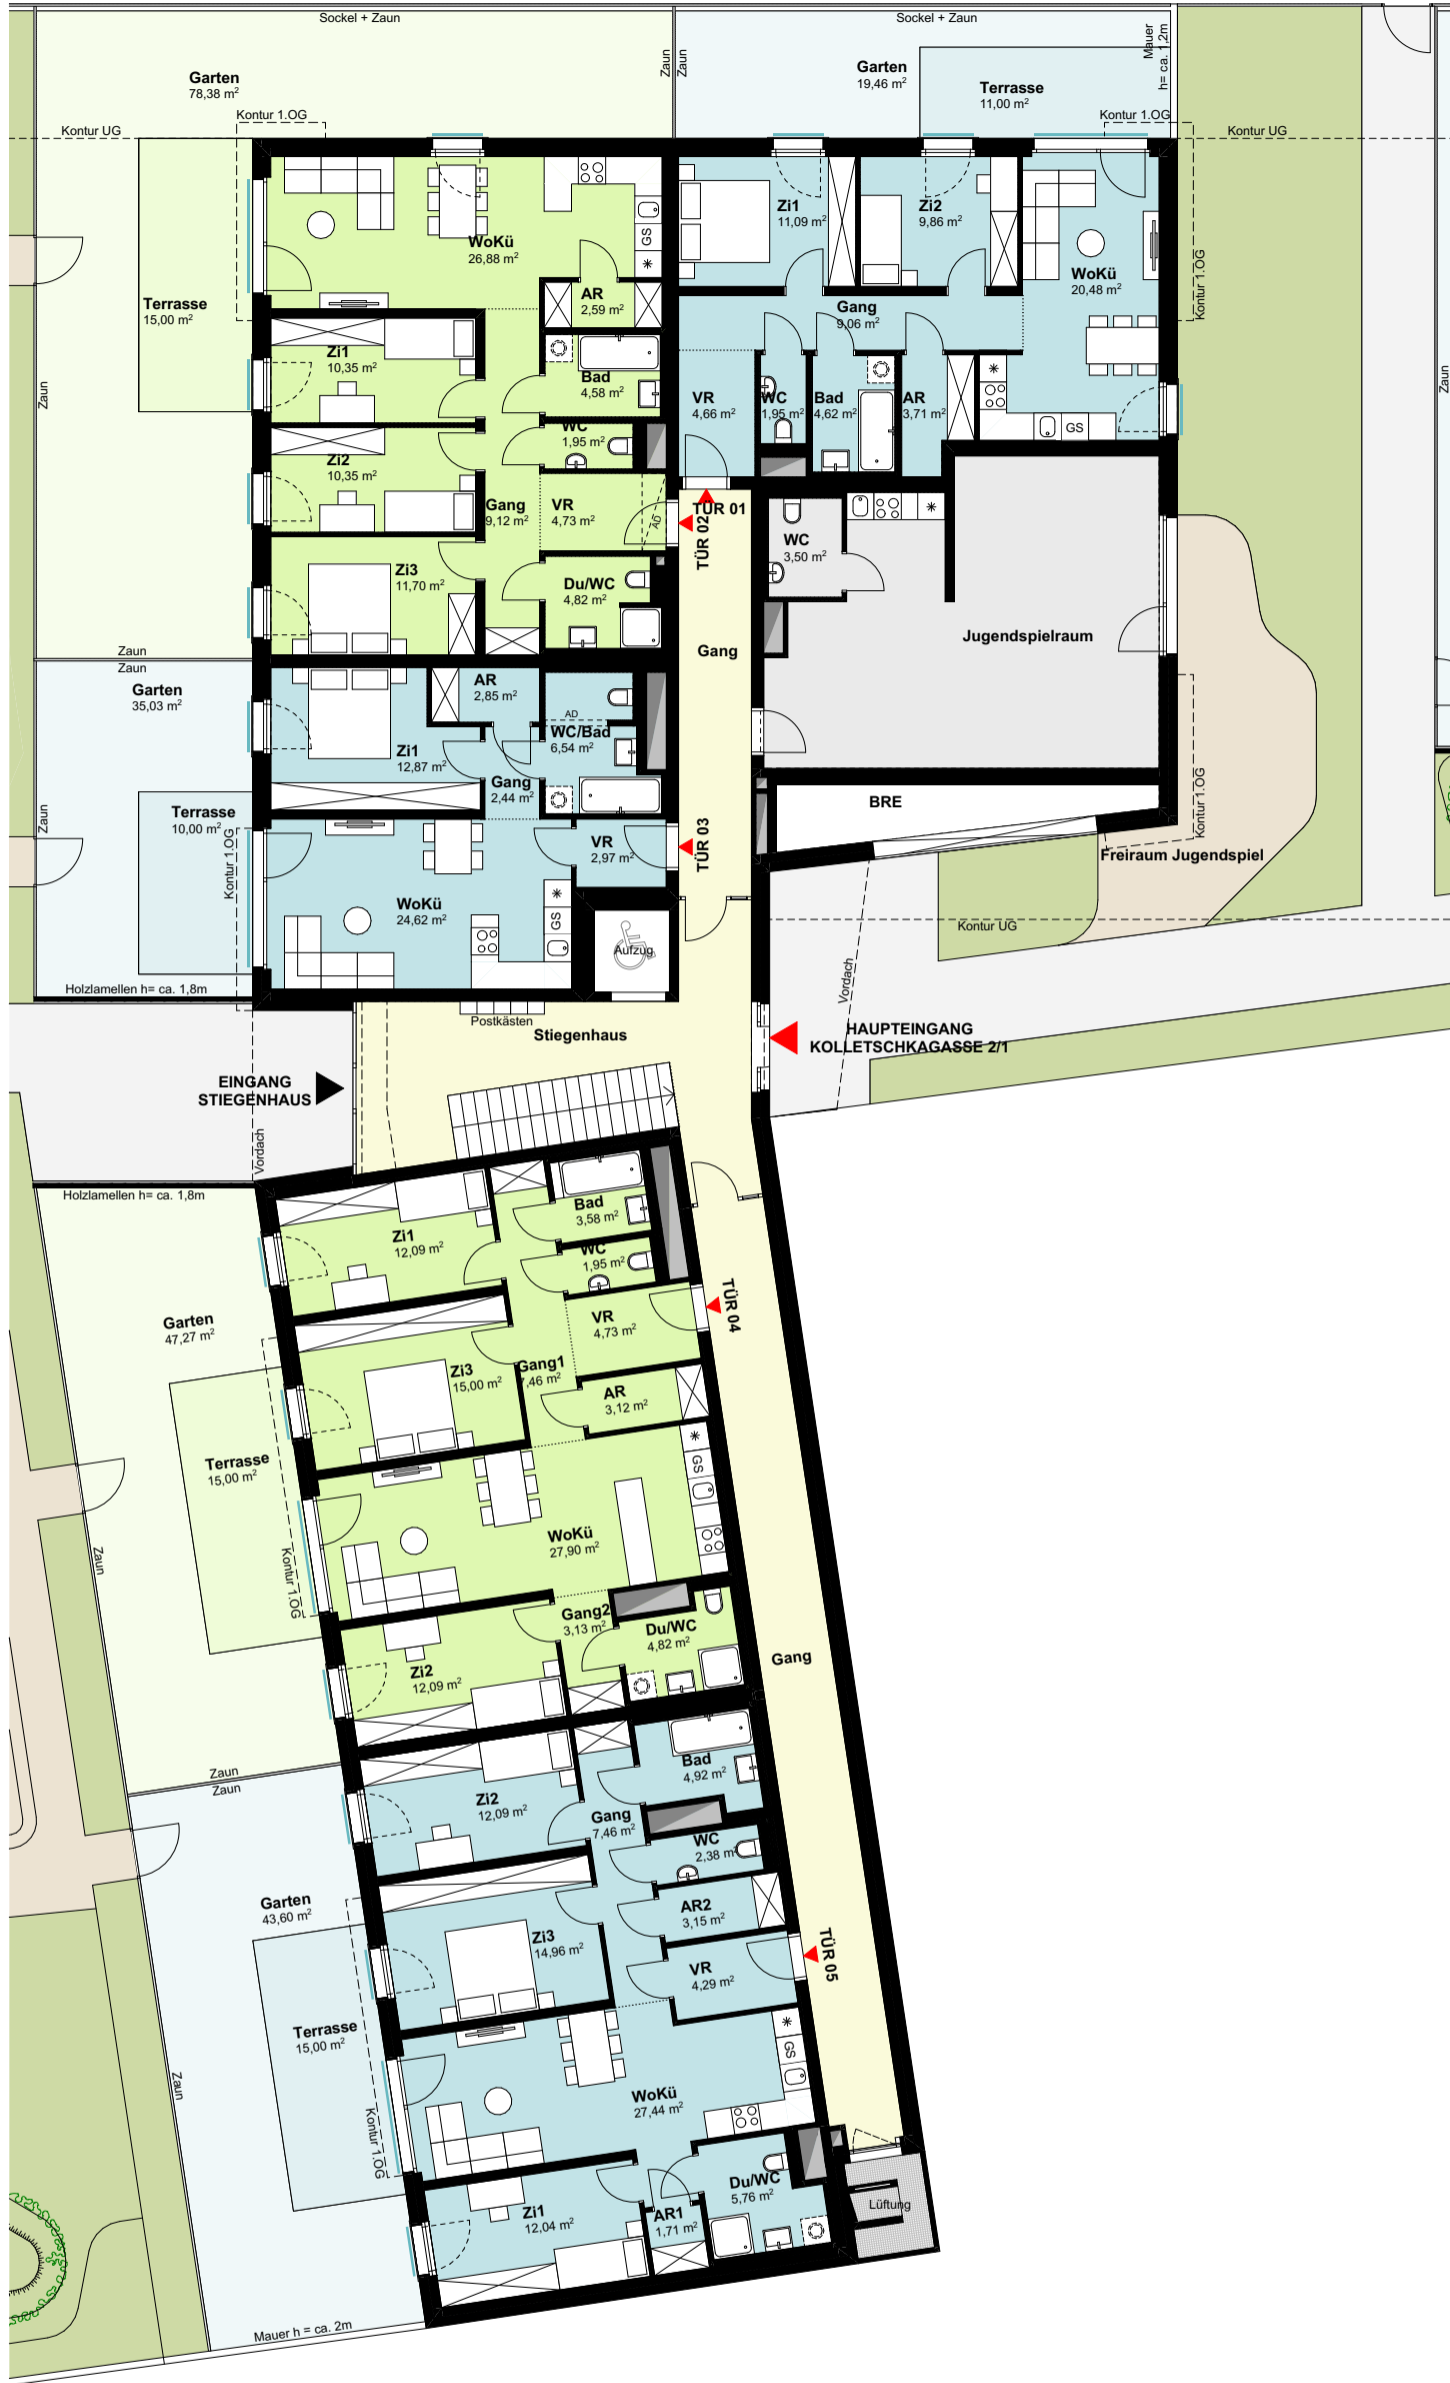 Sockel + Zaun
Sockel + Zaun
Garten
78,38 m²
Zaun
Zaun
Garten
19,46 m²
Terrasse
11,00 m²
Mauer
h= ca. 1,2m
Kontur 1.OG
Kontur UG
Kontur 1.OG
Kontur UG
WoKü
26,88 m²
GS
AR
2,59 m²
Terrasse
15,00 m²
Zi1
10,35 m²
Bad
4,58 m²
Zi2
10,35 m²
WC
1,95 m²
Gang
9,12 m²
VR
4,73 m²
AD
Zi3
11,70 m²
Du/WC
4,82 m²
Zaun
Zi1
11,09 m²
Zi2
9,86 m²
WoKü
20,48 m²
Kontur 1.OG
Gang
9,06 m²
VR
4,66 m²
WC
1,95 m²
Bad
4,62 m²
AR
3,71 m²
GS
Zaun
TÜR 01
TÜR 02
WC
3,50 m²
Jugendspielraum
Gang
Zaun
Zaun
Garten
35,03 m²
AR
2,85 m²
Zi1
12,87 m²
AD
WC/Bad
6,54 m²
Gang
2,44 m²
Terrasse
10,00 m²
Zaun
Kontur 1.OG
VR
2,97 m²
TÜR 03
WoKü
24,62 m²
GS
Aufzug
BRE
Kontur 1.OG
Freiraum Jugendspiel
Kontur UG
Vordach
Holzlamellen h= ca. 1,8m
Postkästen
Stiegenhaus
HAUPTEINGANG
KOLLETSCHKAGASSE 2/1
EINGANG
STIEGENHAUS
Vordach
Holzlamellen h= ca. 1,8m
Zi1
12,09 m²
Bad
3,58 m²
WC
1,95 m²
Garten
47,27 m²
VR
4,73 m²
TÜR 04
Zi3
15,00 m²
Gang1
7,46 m²
AR
3,12 m²
Terrasse
15,00 m²
GS
WoKü
27,90 m²
Zaun
Kontur 1.OG
Gang2
3,13 m²
Du/WC
4,82 m²
Zi2
12,09 m²
Gang
Zaun
Zaun
Bad
4,92 m²
Zi2
12,09 m²
Gang
7,46 m²
WC
2,38 m²
Garten
43,60 m²
AR2
3,15 m²
Zi3
14,96 m²
TÜR 05
VR
4,29 m²
Terrasse
15,00 m²
GS
WoKü
27,44 m²
Zaun
Kontur 1.OG
Du/WC
5,76 m²
Zi1
12,04 m²
AR1
1,71 m²
Lüftung
Mauer h = ca. 2m